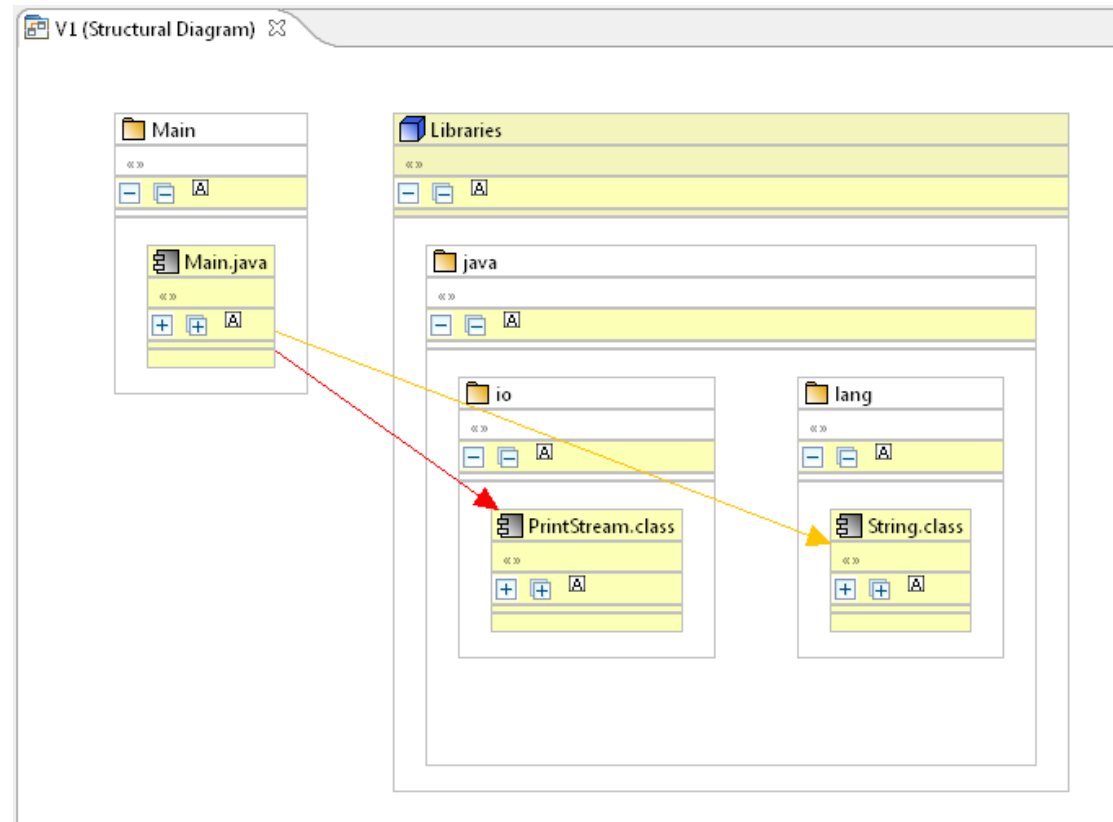 V1 (Structural Diagram)
Main
«»
A
Main.java
«»
A
Libraries
«»
A
java
«»
A
io
«»
A
PrintStream.class
«»
A
lang
«»
A
String.class
«»
A